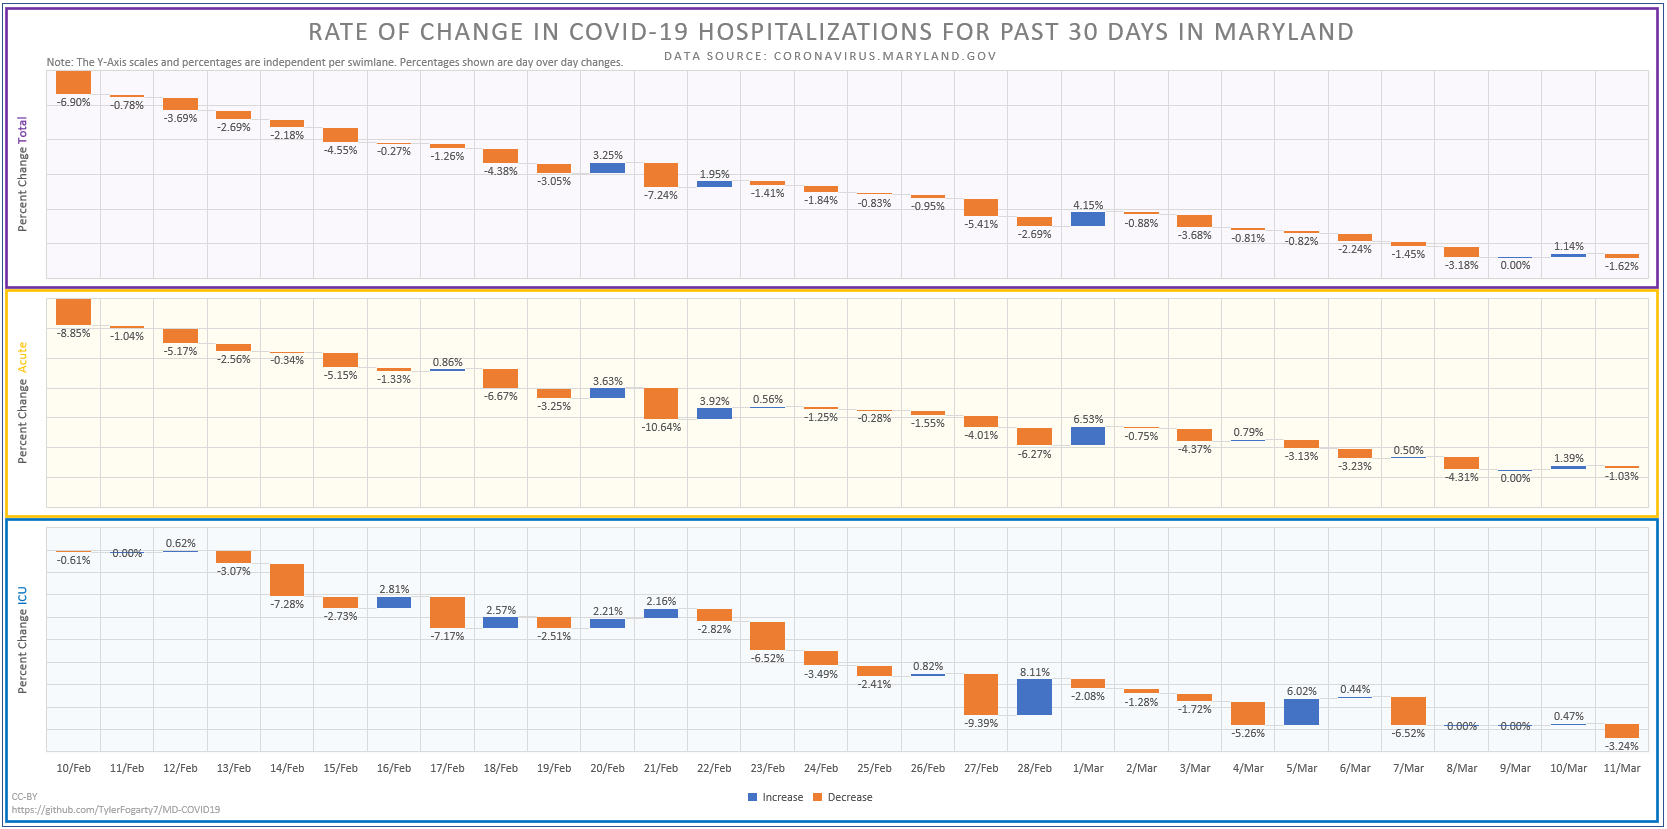 RATE OF CHANGE IN COVID-19 HOSPITALIZATIONS FOR PAST 30 DAYS IN MARYLAND
DATA SOURCE: CORONAVIRUS.MARYLAND.GOV
Note: The Y-Axis scales and percentages are independent per swimlane. Percentages shown are day over day changes.
Percent Change Total
-6.90% -0.78% -3.69% -2.69% -2.18% -4.55% -0.27% -1.26% -4.38% -3.05% 3.25% -7.24% 1.95% -1.41% -1.84% -0.83% -0.95% -5.41% -2.69% 4.15% -0.88% -3.68% -0.81% -0.82% -2.24% -1.45% -3.18% 0.00% 1.14% -1.62%
Percent Change Acute
-8.85% -1.04% -5.17% -2.56% -0.34% -5.15% -1.33% 0.86% -6.67% -3.25% 3.63% -10.64% 3.92% 0.56% -1.25% -0.28% -1.55% -4.01% -6.27% 6.53% -0.75% -4.37% 0.79% -3.13% -3.23% 0.50% -4.31% 0.00% 1.39% -1.03%
Percent Change ICU
-0.61% 0.00% 0.62% -3.07% -7.28% -2.73% 2.81% -7.17% 2.57% -2.51% 2.21% 2.16% -2.82% -6.52% -3.49% -2.41% 0.82% -9.39% 8.11% -2.08% -1.28% -1.72% -5.26% 6.02% 0.44% -6.52% 0.00% 0.00% 0.47% -3.24%
10/Feb 11/Feb 12/Feb 13/Feb 14/Feb 15/Feb 16/Feb 17/Feb 18/Feb 19/Feb 20/Feb 21/Feb 22/Feb 23/Feb 24/Feb 25/Feb 26/Feb 27/Feb 28/Feb 1/Mar 2/Mar 3/Mar 4/Mar 5/Mar 6/Mar 7/Mar 8/Mar 9/Mar 10/Mar 11/Mar
Increase Decrease
CC-BY
https://github.com/TylerFogarty7/MD-COVID19